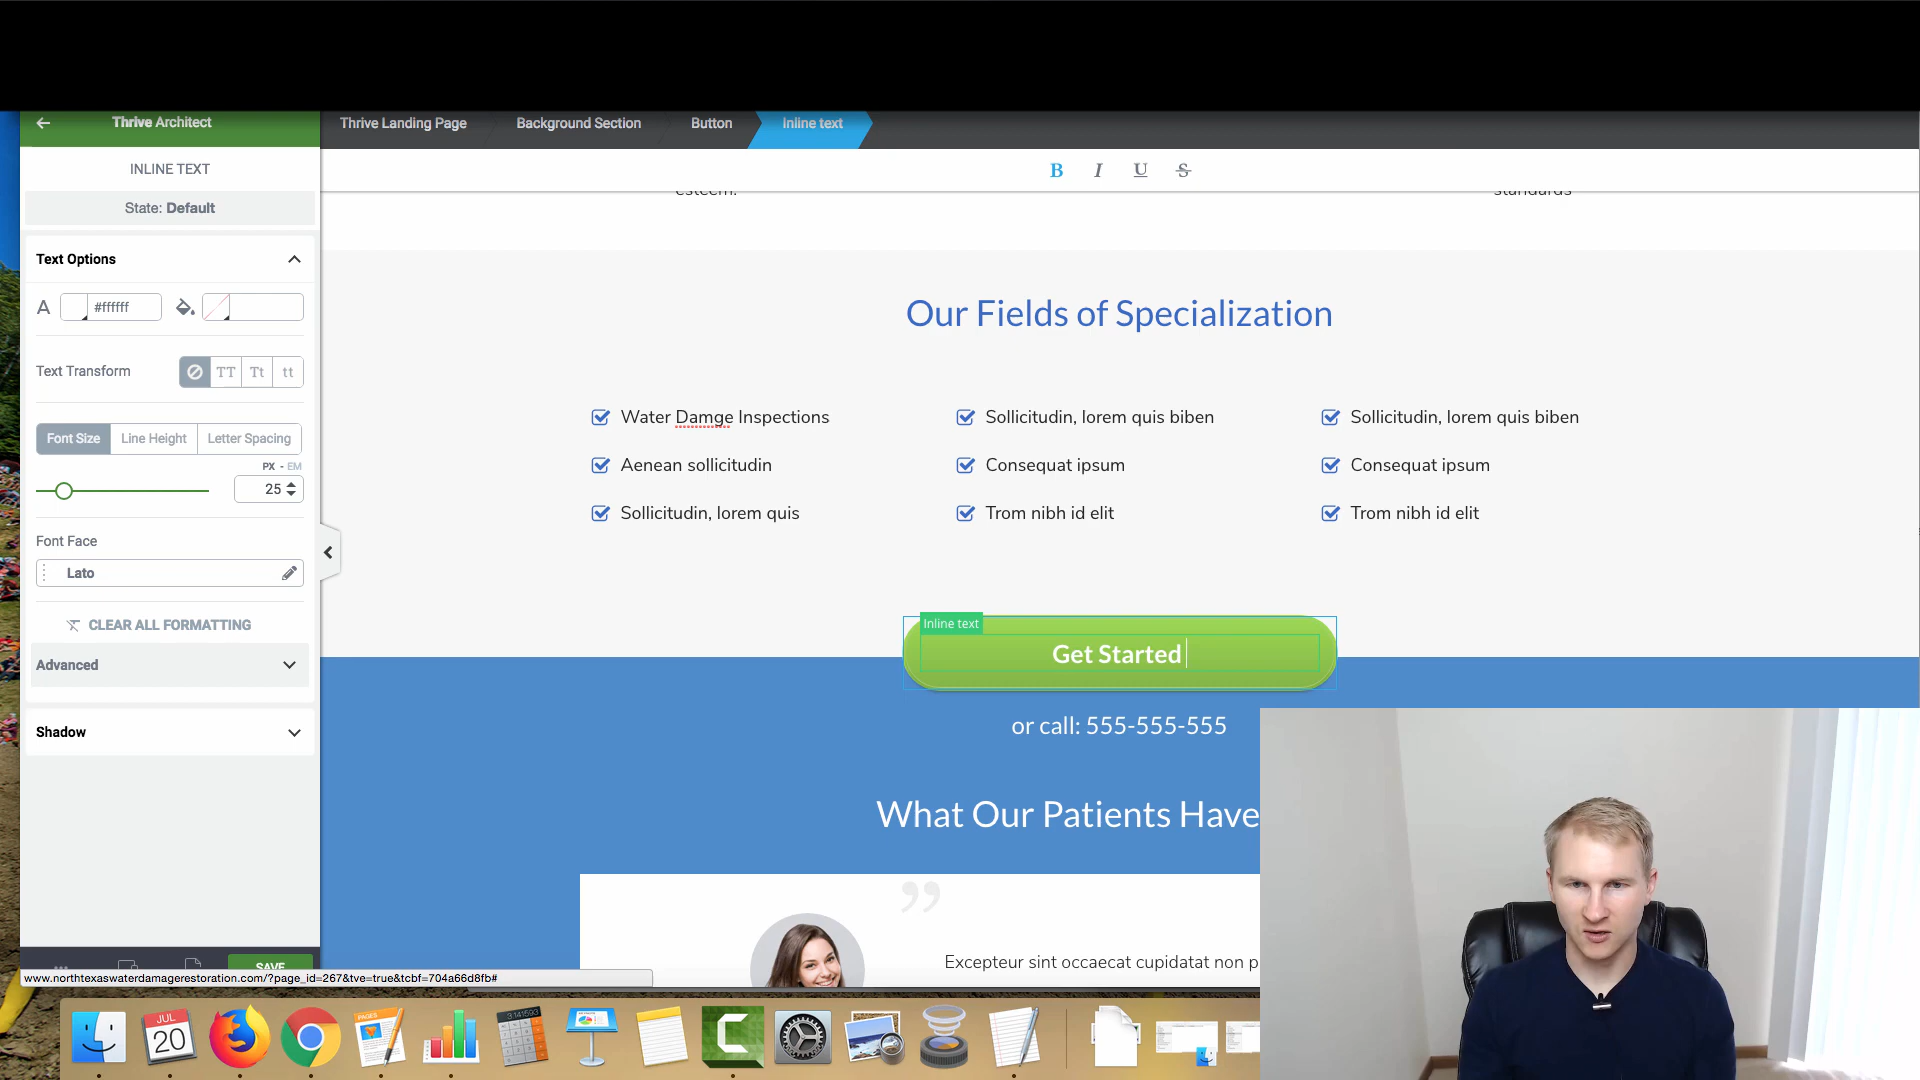 Thrive Architect
Thrive Landing Page
Background Section
Button
Inline text
INLINE TEXT
B I U S
State: Default
esteem.
standards
Text Options
A #ffffff
Our Fields of Specialization
Text Transform
TT Tt tt
Water Damge Inspections
Sollicitudin, lorem quis biben
Sollicitudin, lorem quis biben
Font Size
Line Height
Letter Spacing
PX - EM
Aenean sollicitudin
Consequat ipsum
Consequat ipsum
25
Sollicitudin, lorem quis
Trom nibh id elit
Trom nibh id elit
Font Face
Lato
CLEAR ALL FORMATTING
Inline text
Get Started
Advanced
or call: 555-555-555
Shadow
What Our Patients Have
Excepteur sint occaecat cupidatat non p
SAVE
www.northtexaswaterdamagerestoration.com/?page_id=267&tve=true&tcbf=704a66d8fb#
JUL
20
PAGES
3.141593